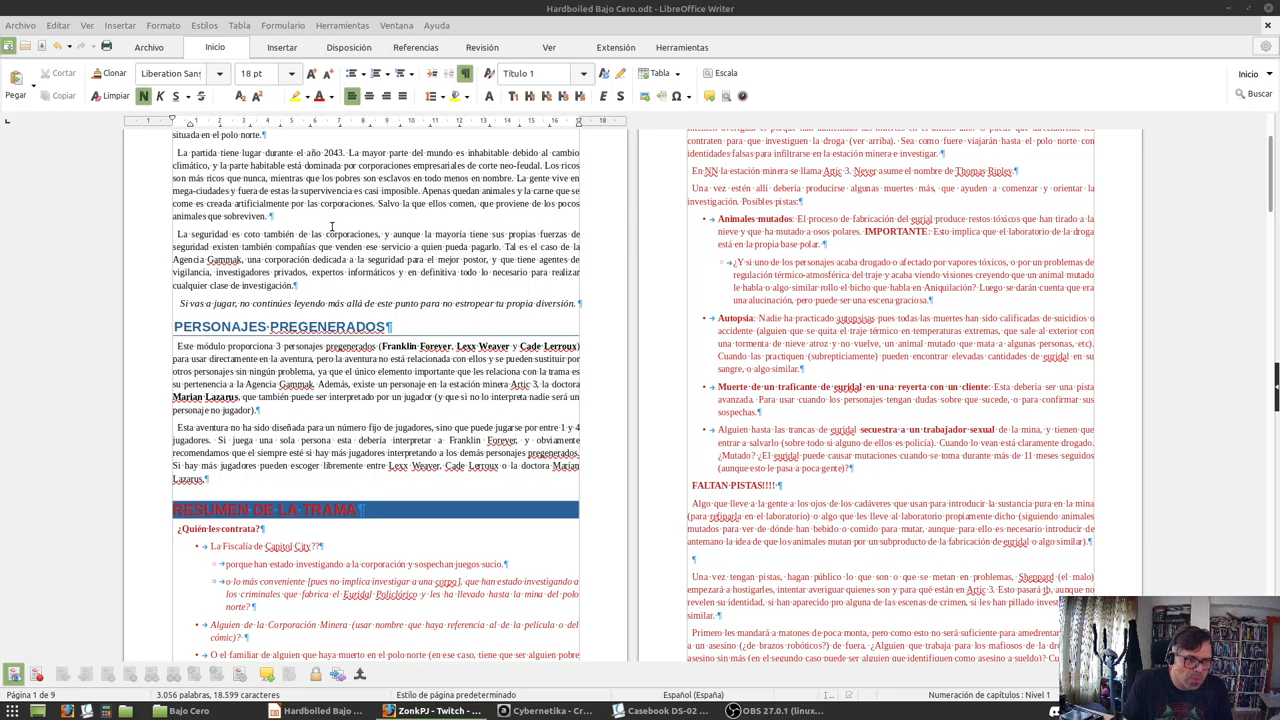 Hardboiled Bajo Cero.odt - LibreOffice Writer
Archivo Editar Ver Insertar Formato Estilos Tabla Formulario Herramientas Ventana Ayuda
Archivo Inicio Insertar Disposición Referencias Revisión Ver Extensión Herramientas
Cortar Clonar Liberation Sans 18 pt Título 1 Tabla Escala Inicio
Pegar Copiar Limpiar Buscar
situada en el polo norte.¶
La partida tiene lugar durante el año 2043. La mayor parte del mundo es inhabitable debido al cambio
climático, y la parte habitable está dominada por corporaciones empresariales de corte neo-feudal. Los ricos
son más ricos que nunca, mientras que los pobres son esclavos en todo menos en nombre. La gente vive en
mega-ciudades y fuera de estas la supervivencia es casi imposible. Apenas quedan animales y la carne que se
come es creada artificialmente por las corporaciones. Salvo la que ellos comen, que proviene de los pocos
animales que sobreviven. ¶
La seguridad es coto también de las corporaciones, y aunque la mayoría tiene sus propias fuerzas de
seguridad existen también compañías que venden ese servicio a quien pueda pagarlo. Tal es el caso de la
Agencia Gammak, una corporación dedicada a la seguridad para el mejor postor, y que tiene agentes de
vigilancia, investigadores privados, expertos informáticos y en definitiva todo lo necesario para realizar
cualquier clase de investigación.¶
Si vas a jugar, no continúes leyendo más allá de este punto para no estropear tu propia diversión. ¶
PERSONAJES PREGENERADOS¶
Este módulo proporciona 3 personajes pregenerados (Franklin Forever, Lexx Weaver y Cade Lerroux)
para usar directamente en la aventura, pero la aventura no está relacionada con ellos y se pueden sustituir por
otros personajes sin ningún problema, ya que el único elemento importante que les relaciona con la trama es
su pertenencia a la Agencia Gammak. Además, existe un personaje en la estación minera Artic 3, la doctora
Marian Lazarus, que también puede ser interpretado por un jugador (y que si no lo interpreta nadie será un
personaje no jugador).¶
Esta aventura no ha sido diseñada para un número fijo de jugadores, sino que puede jugarse por entre 1 y 4
jugadores. Si juega una sola persona esta debería interpretar a Franklin Forever, y obviamente
recomendamos que el siempre esté si hay más jugadores interpretando a los demás personajes pregenerados.
Si hay más jugadores pueden escoger libremente entre Lexx Weaver, Cade Lerroux o la doctora Marian
Lazarus.¶
RESUMEN DE LA TRAMA¶
¿Quién les contrata?¶
La Fiscalía de Capitol City??¶
porque han estado investigando a la corporación y sospechan juegos sucio.¶
o lo más conveniente [pues no implica investigar a una corpo], que han estado investigando a
los criminales que fabrica el Euridal Policlórico y les ha llevado hasta la mina del polo
norte?¶
Alguien de la Corporación Minera (usar nombre que haya referencia al de la película o del
cómic)? ¶
O el familiar de alguien que haya muerto en el polo norte (en ese caso, tiene que ser alguien pobre
contraten para que investiguen la droga (ver arriba). Sea como fuere viajarán hasta la Artic 3 con
identidades falsas para infiltrarse en la estación minera e investigar. ¶
En NN la estación minera se llama Artic 3. Never asume el nombre de Thomas Ripley.¶
Una vez estén allí debería producirse algunas muertes más, que ayuden a comenzar y orientar la
investigación. Posibles pistas:¶
Animales mutados: El proceso de fabricación del eurial produce restos tóxicos que han tirado a la
nieve y que ha mutado a osos polares. IMPORTANTE: Esto implica que el laboratorio de la droga
está en la propia base polar. ¶
¿Y si uno de los personajes acaba drogado o afectado por vapores tóxicos, o por un problemas de
regulación térmico-atmosférica del traje y acaba viendo visiones creyendo que un animal mutado
le habla o algo similar rollo el bicho que habla en Aniquilación? Luego se darán cuenta que era
una alucinación, pero puede ser una escena graciosa.¶
Autopsia: Nadie ha practicado autopsisas pues todas las muertes han sido calificadas de suicidios o
accidente (alguien que se quita el traje térmico en temperaturas extremas, que sale al exterior con
una tormenta de nieve atroz y no vuelve, un animal mutado que mata a algunas personas, etc).
Cuando las practiquen (subrepticiamente) pueden encontrar elevadas cantidades de euridal en su
sangre, o algo similar.¶
Muerte de un traficante de euridal en una reyerta con un cliente: Esta debería ser una pista
avanzada. Para usar cuando los personajes tengan dudas sobre que sucede, o para confirmar sus
sospechas.¶
Alguien hasta las trancas de euridal secuestra a un trabajador sexual de la mina, y tienen que
entrar a salvarlo (sobre todo si alguno de ellos es policía). Cuando lo vean está claramente drogado.
¿Mutado? ¿El euridal puede causar mutaciones cuando se toma durante más de 11 meses seguidos
(aunque esto le pasa a poca gente)?¶
FALTAN PISTAS!!!! ¶
Algo que lleve a la gente a los ojos de los cadáveres que usan para introducir la sustancia pura en la mina
(para refinarla en el laboratorio) o algo que les lleve al laboratorio propiamente dicho (siguiendo animales
mutados para ver de dónde han bebido o comido para mutar, aunque para ello es necesario introducir de
antemano la idea de que los animales mutan por un subproducto de la fabricación de euridal o algo similar).¶
¶
Una vez tengan pistas, hagan público lo que son o que se metan en problemas, Sheppard (el malo)
empezará a hostigarles, intentar averiguar quienes son y para qué están en Artic 3. Esto pasará tb, aunque no
revelen su identidad, si han aparecido pro alguna de las escenas de crimen, si les han pillado
similar. ¶
Primero les mandará a matones de poca monta, pero como esto no será suficiente para
a un asesino (¿de brazos robóticos?) de fuera. ¿Alguien que trabaja para los mafiosos de la
asesino sin más (en el segundo caso pueden que alguien que identifiquen como asesino a sueldo)?
Página 1 de 9 3.056 palabras, 18.599 caracteres Estilo de página predeterminado Español (España) Numeración de capítulos : Nivel 1
Bajo Cero Hardboiled Bajo ... ZonkPJ - Twitch - ... Cybernetika - Cr... Casebook DS-02 ... OBS 27.0.1 (linux...